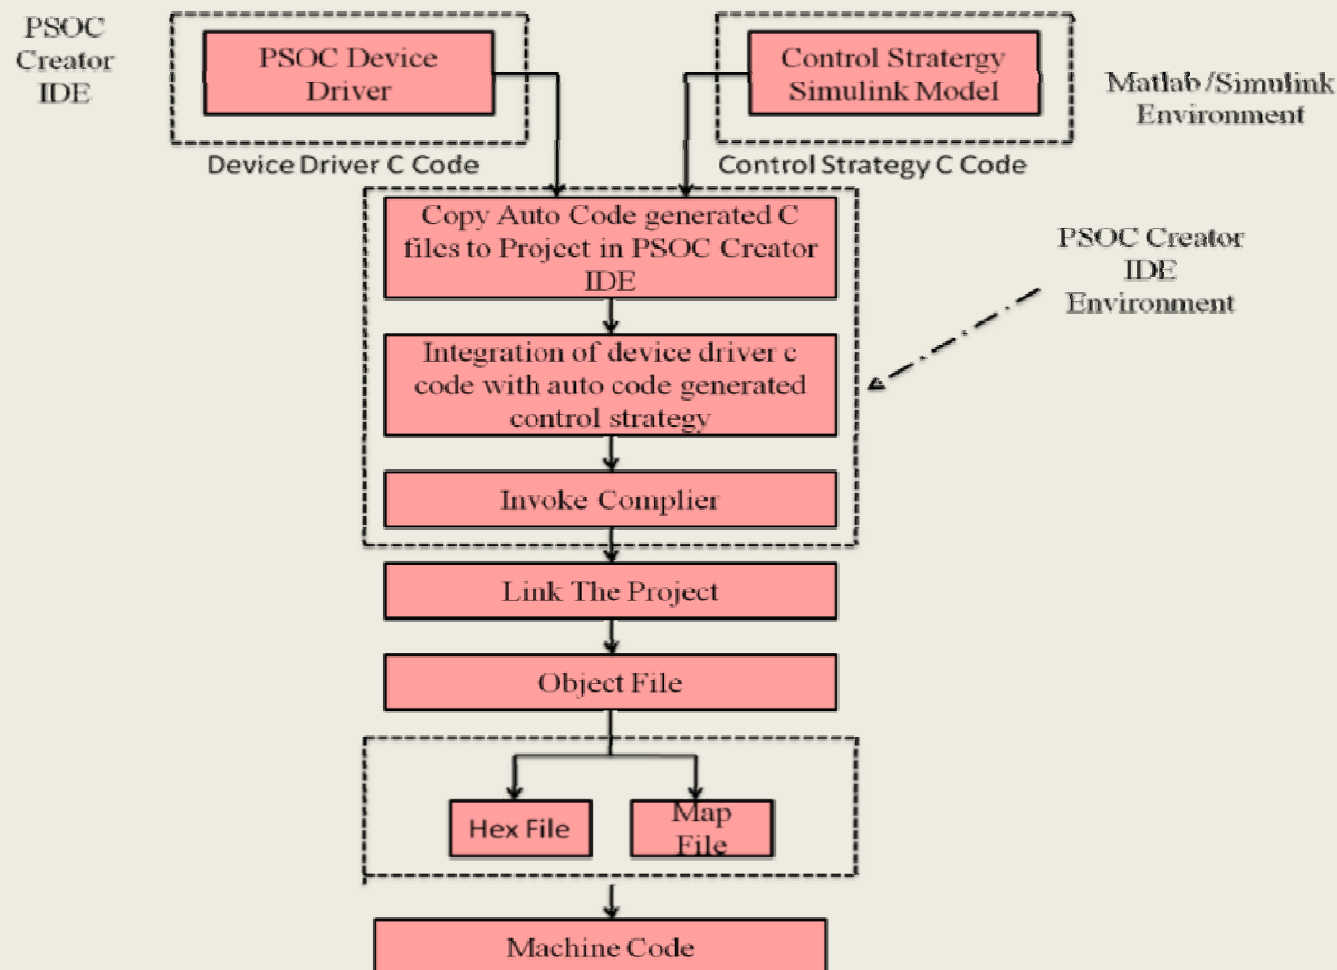 PSOC
Creator
IDE
PSOC Device
Driver
Control Stratergy
Simulink Model
Matlab/Simulink
Environment
Device Driver C Code
Control Strategy C Code
Copy Auto Code generated C
files to Project in PSOC Creator
IDE
PSOC Creator
IDE
Environment
Integration of device driver c
code with auto code generated
control strategy
Invoke Complier
Link The Project
Object File
Hex File
Map
File
Machine Code